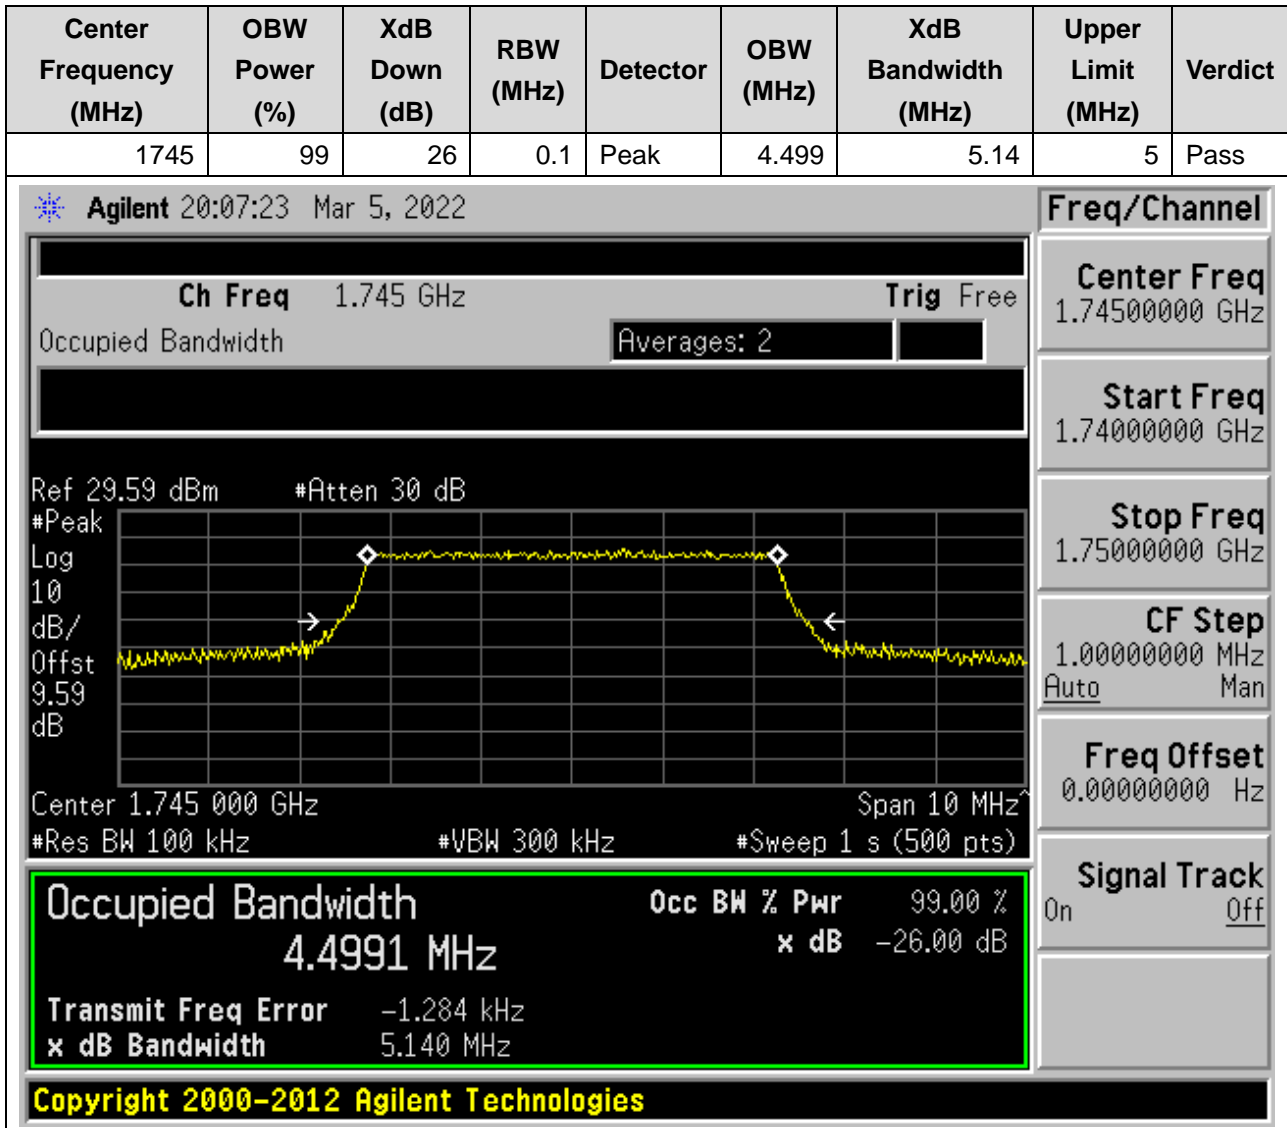 Center Frequency (MHz) OBW Power (%) XdB Down (dB) RBW (MHz) Detector OBW (MHz) XdB Bandwidth (MHz) Upper Limit (MHz) Verdict
1745 99 26 0.1 Peak 4.499 5.14 5 Pass
Agilent 20:07:23 Mar 5, 2022
Freq/Channel
Ch Freq 1.745 GHz Trig Free
Occupied Bandwidth Averages: 2
Ref 29.59 dBm #Atten 30 dB
#Peak
Log
10
dB/
Offst
9.59
dB
Center 1.745 000 GHz Span 10 MHz^
#Res BW 100 kHz #VBW 300 kHz #Sweep 1 s (500 pts)
Occupied Bandwidth Occ BW % Pwr 99.00 %
4.4991 MHz x dB -26.00 dB
Transmit Freq Error -1.284 kHz
x dB Bandwidth 5.140 MHz
Center Freq
1.74500000 GHz
Start Freq
1.74000000 GHz
Stop Freq
1.75000000 GHz
CF Step
1.00000000 MHz
Auto Man
Freq Offset
0.00000000 Hz
Signal Track
On Off
Copyright 2000-2012 Agilent Technologies